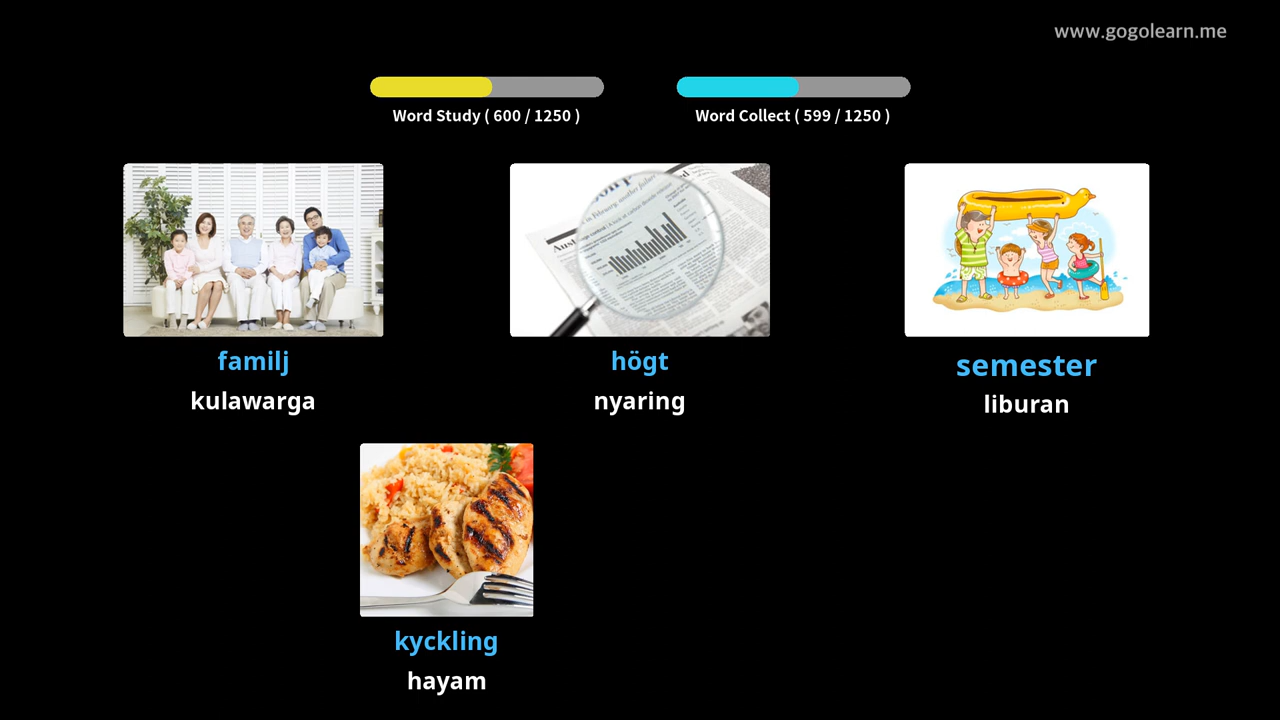 www.gogolearn.me
Word Study ( 600 / 1250 )
Word Collect ( 599 / 1250 )
familj
högt
semester
kulawarga
nyaring
liburan
kyckling
hayam